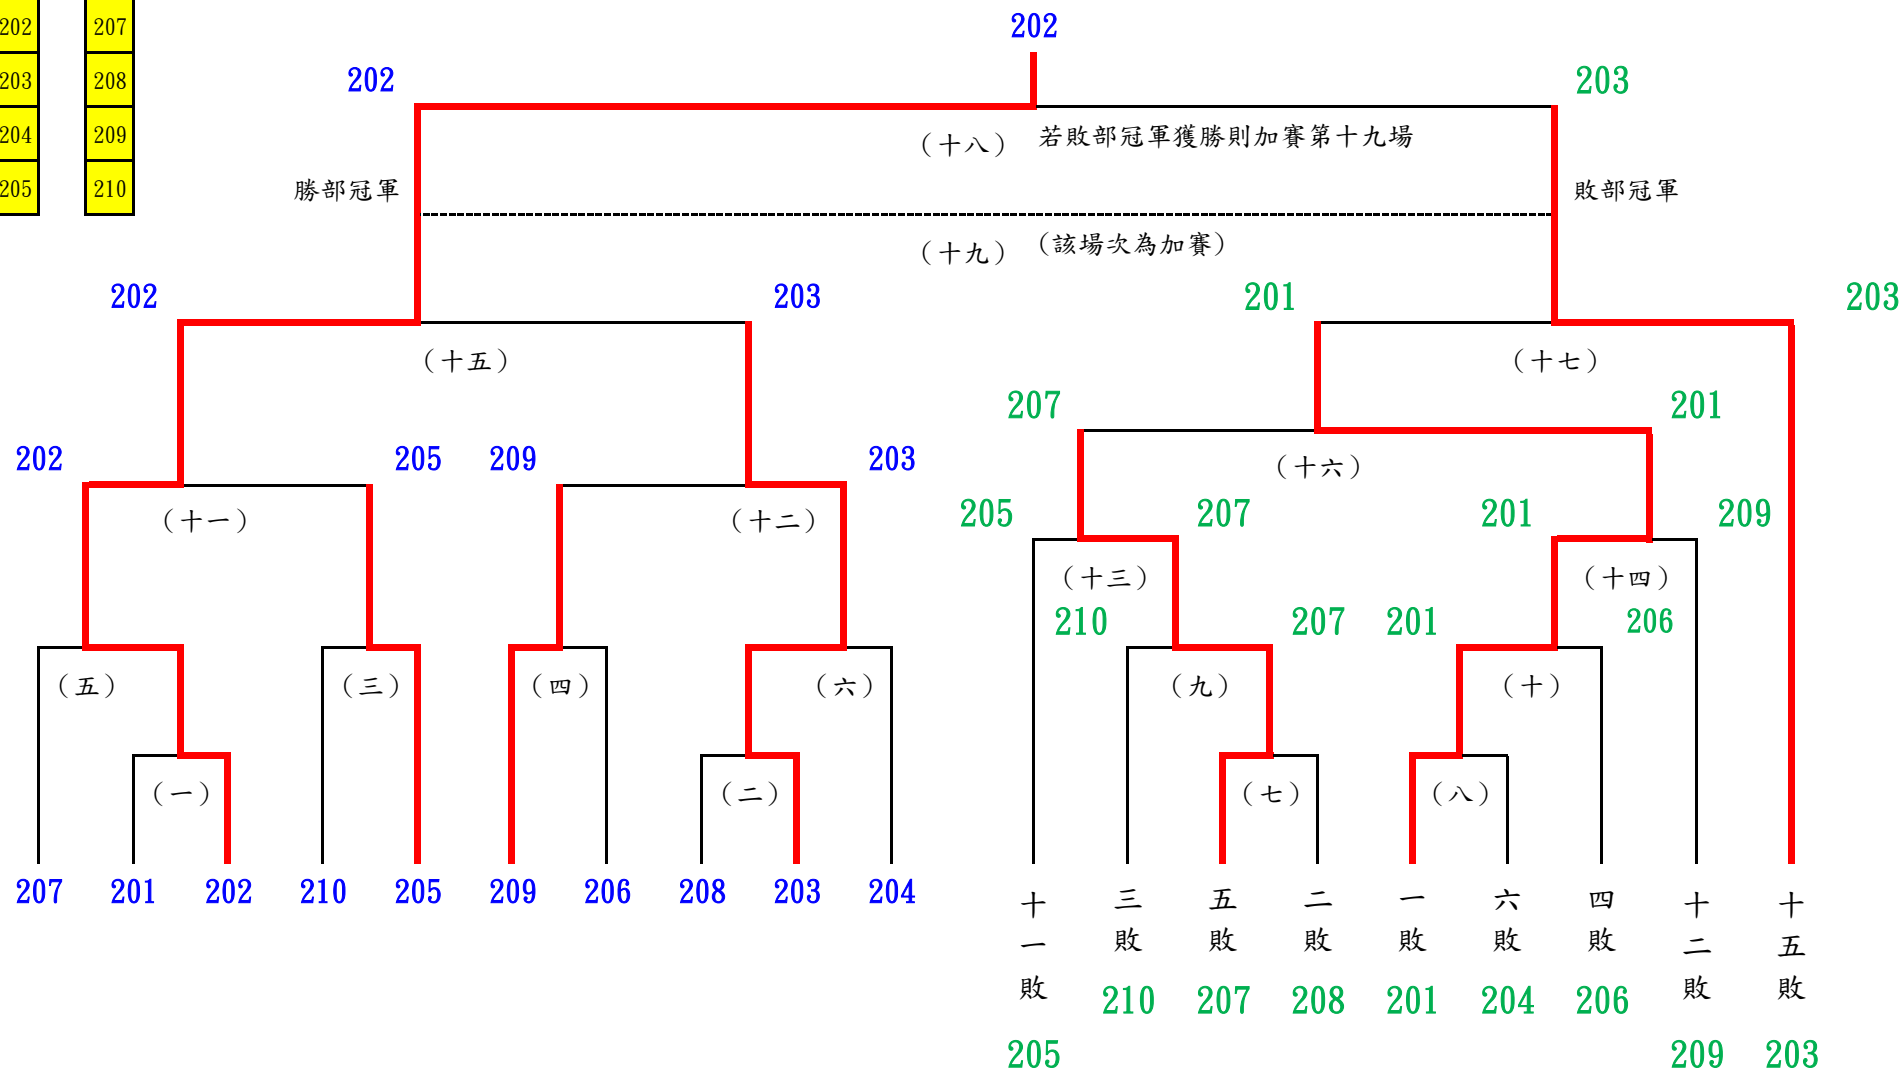 202
207
202
202
203
203
208
若敗部冠軍獲勝則加賽第十九場
(十八)
204
209
205
210
勝部冠軍
敗部冠軍
(該場次為加賽)
(十九)
202
203
201
203
(十五)
(十七)
207
201
202
205
209
203
(十六)
205
207
201
209
(十一)
(十二)
(十三)
(十四)
210
207
201
206
(五)
(三)
(四)
(六)
(九)
(十)
(一)
(二)
(七)
(八)
207
201
202
210
205
209
206
208
203
204
十一敗
三敗
五敗
二敗
一敗
六敗
四敗
十二敗
十五敗
210
207
208
201
204
206
205
209
203